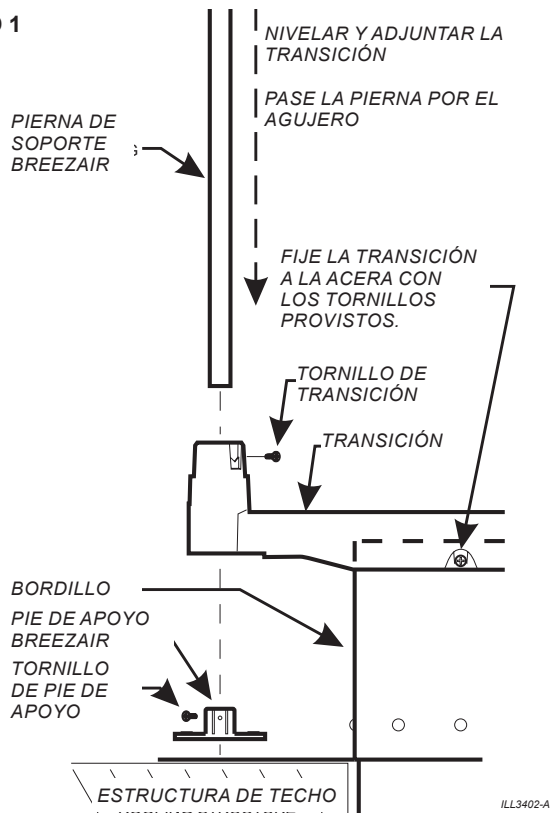 O 1
NIVELAR Y ADJUNTAR LA
TRANSICIÓN
PASE LA PIERNA POR EL
AGUJERO
PIERNA DE
SOPORTE
BREEZAIR
FIJE LA TRANSICIÓN
A LA ACERA CON
LOS TORNILLOS
PROVISTOS.
TORNILLO DE
TRANSICIÓN
TRANSICIÓN
BORDILLO
PIE DE APOYO
BREEZAIR
TORNILLO
DE PIE DE
APOYO
ESTRUCTURA DE TECHO
ILL3402-A